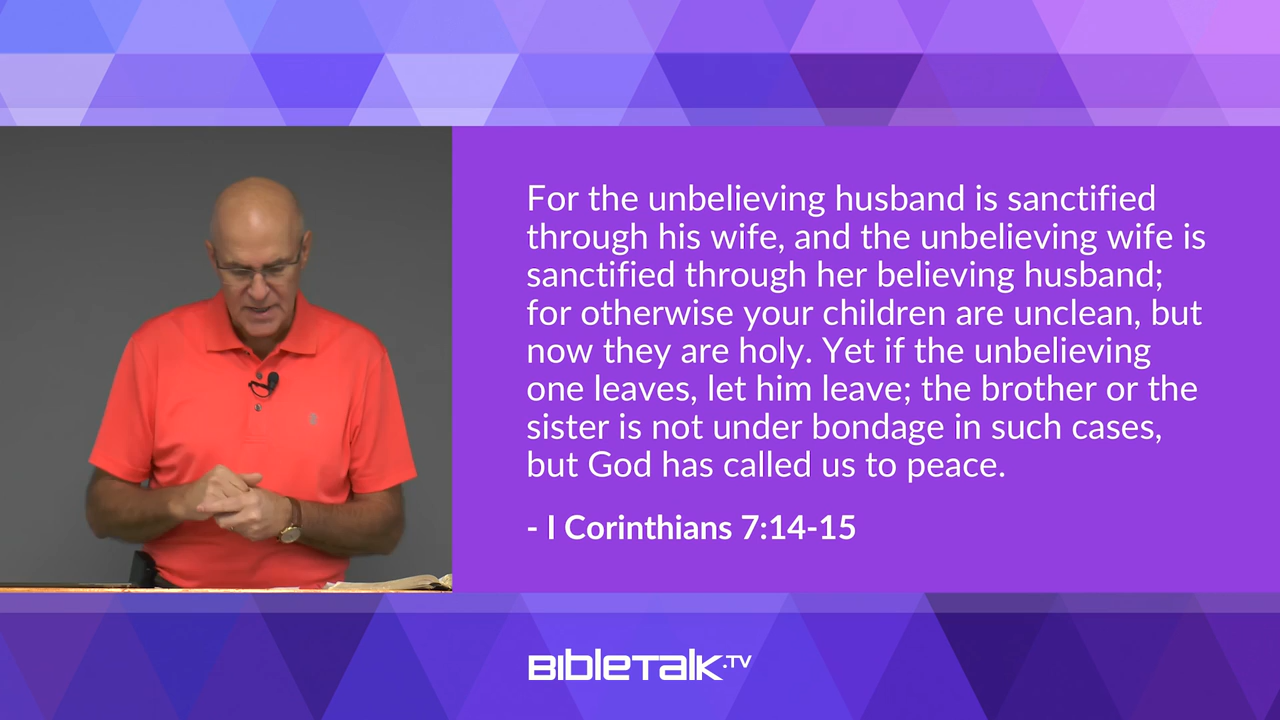 For the unbelieving husband is sanctified
through his wife, and the unbelieving wife is
sanctified through her believing husband;
for otherwise your children are unclean, but
now they are holy. Yet if the unbelieving
one leaves, let him leave; the brother or the
sister is not under bondage in such cases,
but God has called us to peace.
- I Corinthians 7:14-15
BIBLETALK.TV